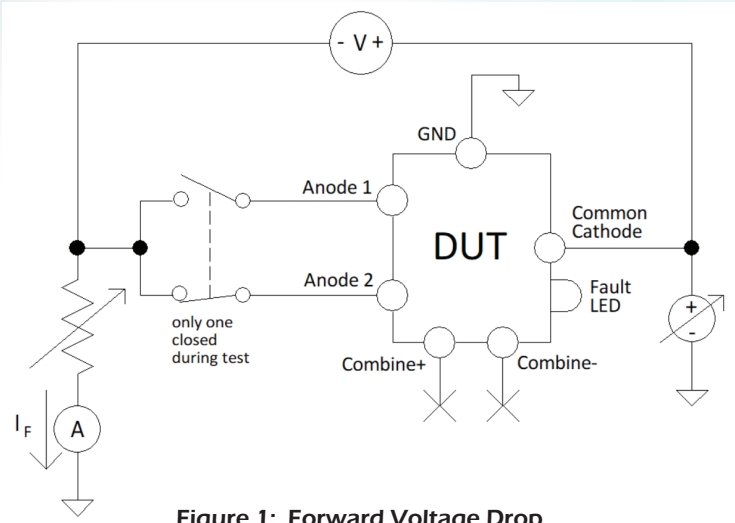 - V +
GND
Anode 1
Common
Cathode
DUT
Anode 2
Fault
LED
only one
closed
during test
+
-
Combine+
Combine-
I F
A
Figure 1: Forward Voltage Drop